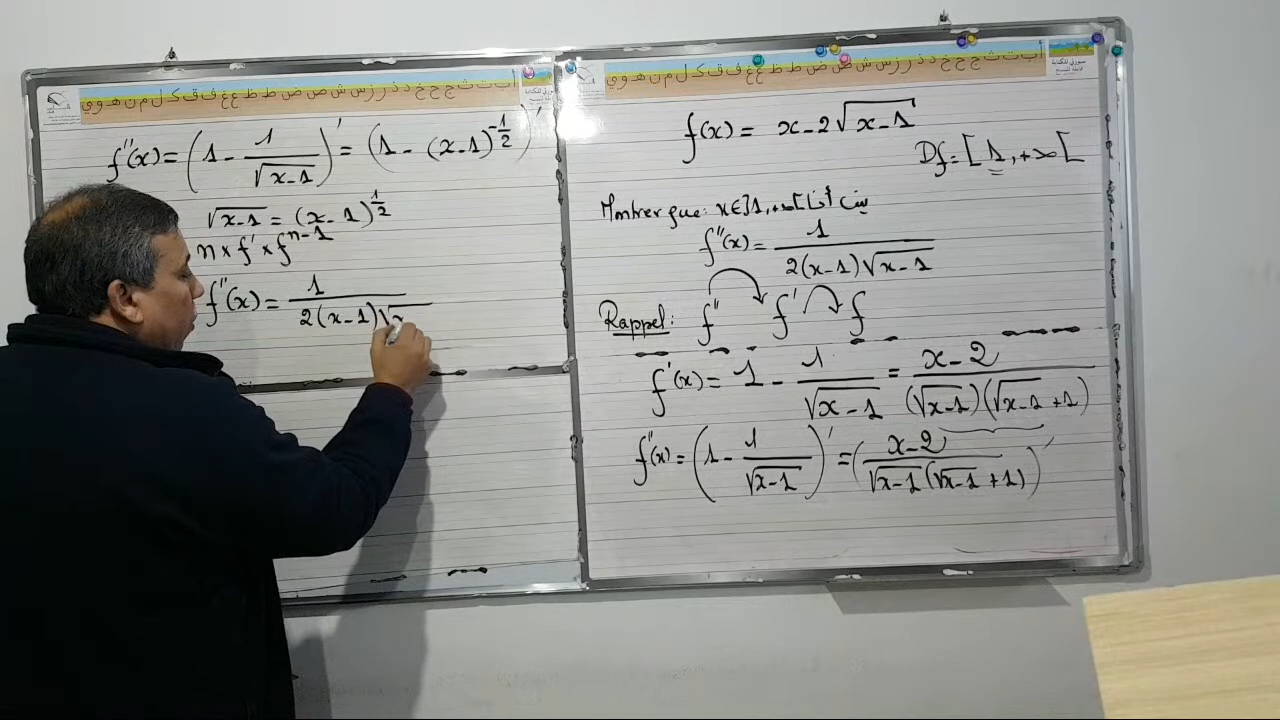 أ ب ت ث ج ح خ د ذ ر ز س ش ص ض ط ظ ع غ ف ق ك ل م ن هـ و ي
f''(x) = (1 - 1/√(x-1))' = (1 - (x-1)^(-1/2))'
√(x-1) = (x-1)^(1/2)
n × f' × f^(n-1)
f''(x) = 1/(2(x-1)√x
أ ب ت ث ج ح خ د ذ ر ز س ش ص ض ط ظ ع غ ف ق ك ل م ن هـ و ي
f(x) = x - 2√(x-1)
Df = [1, +∞[
Montrer que: x ∈ ]1, +∞[ بين أن
f''(x) = 1/(2(x-1)√(x-1))
Rappel: f'' f' f
f'(x) = 1 - 1/√(x-1) = (x-2)/((√(x-1))(√(x-1)+1))
f''(x) = (1 - 1/√(x-1))' = ((x-2)/(√(x-1)(√(x-1)+1)))'